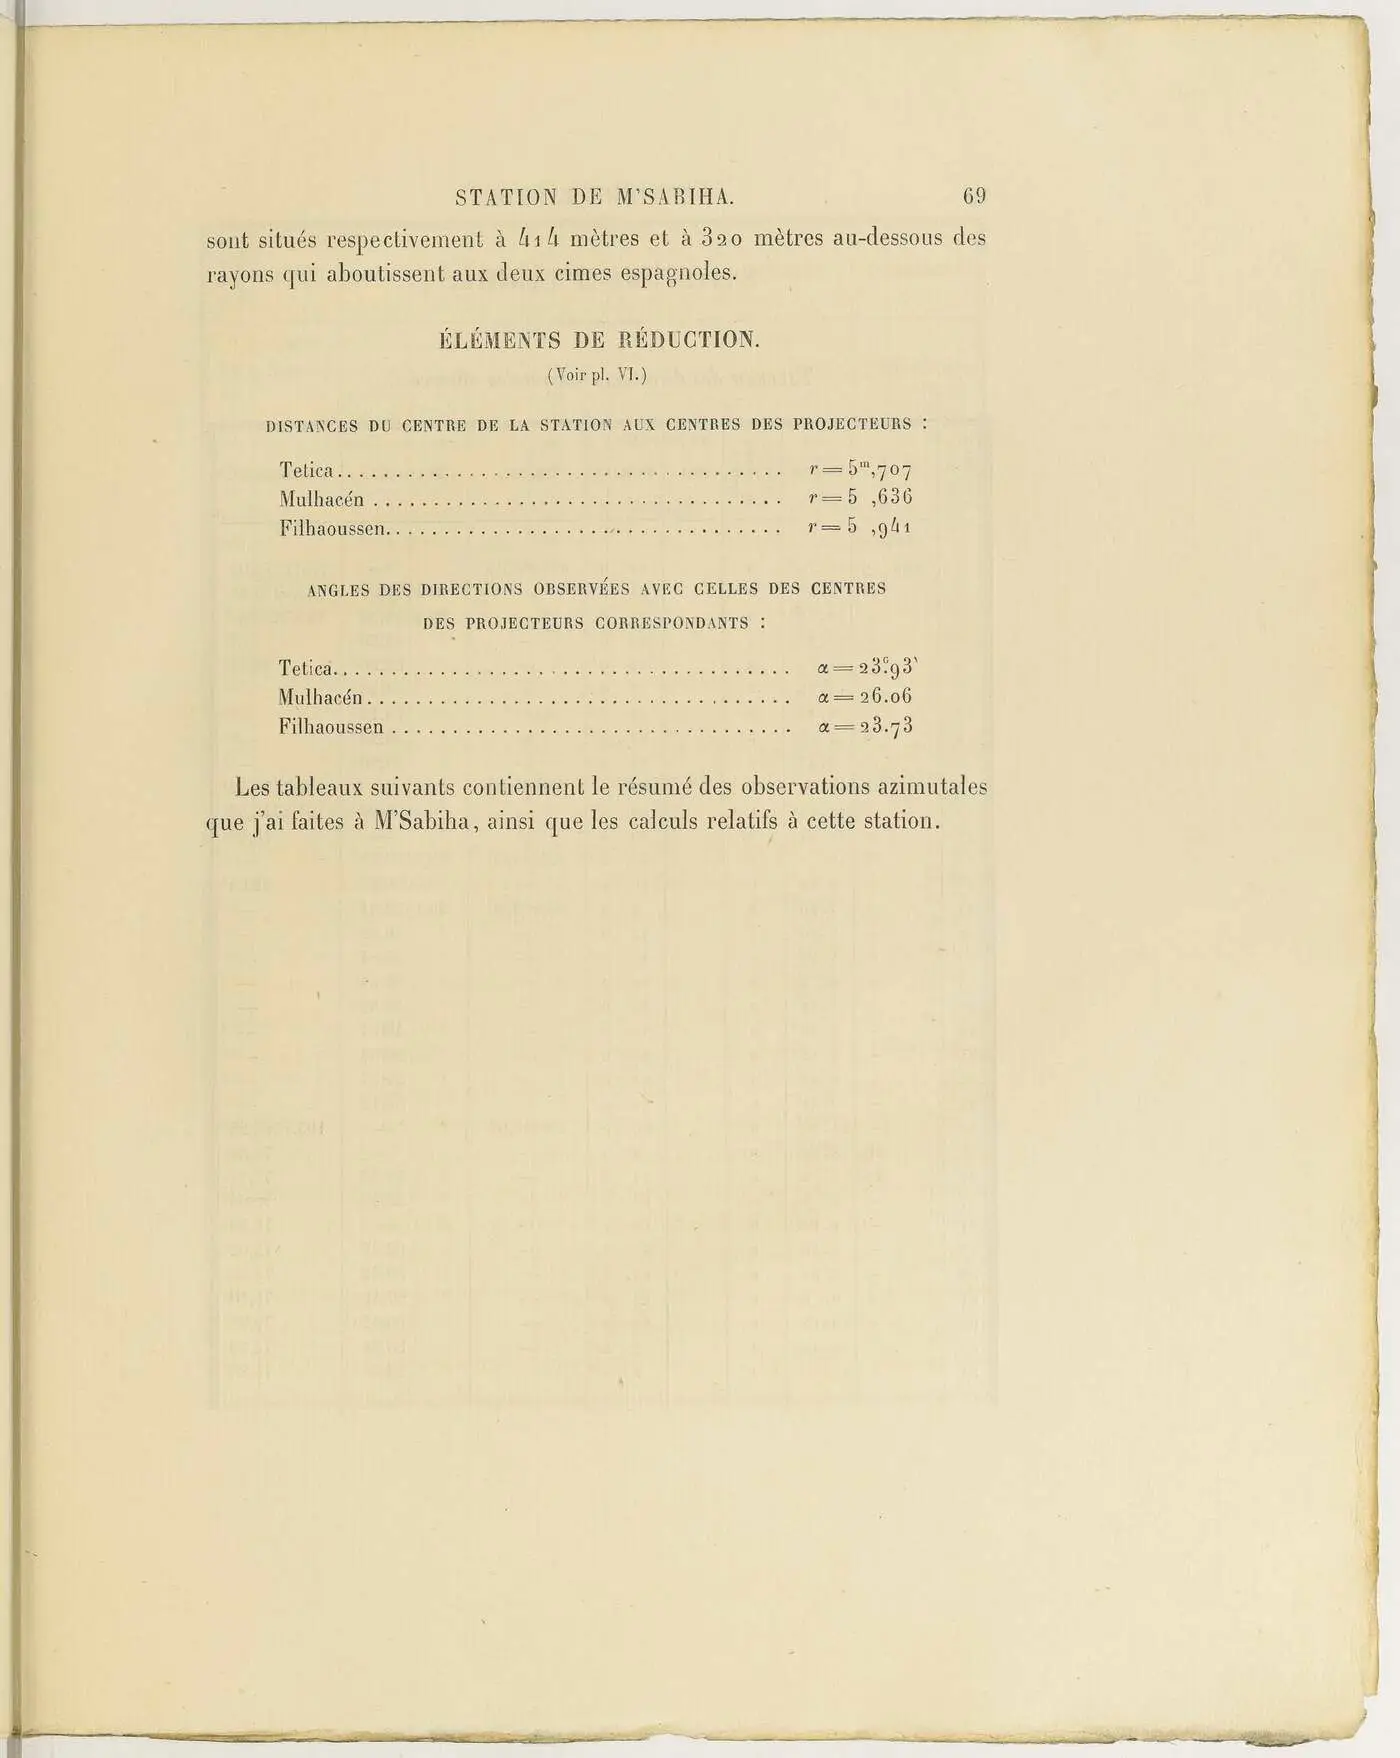 STATION DE M'SABIHA. 69
sont situés respectivement à 414 mètres et à 320 mètres au-dessous des
rayons qui aboutissent aux deux cimes espagnoles.
ÉLÉMENTS DE RÉDUCTION.
(Voir pl. VI.)
DISTANCES DU CENTRE DE LA STATION AUX CENTRES DES PROJECTEURS :
Tetica........................................ r = 5ᵐ,707
Mulhacén ................................... r = 5 ,636
Filhaoussen................................... r = 5 ,941
ANGLES DES DIRECTIONS OBSERVÉES AVEC CELLES DES CENTRES
DES PROJECTEURS CORRESPONDANTS :
Tetica........................................ α = 23ᴳ.93`
Mulhacén..................................... α = 26.06
Filhaoussen .................................. α = 23.73
Les tableaux suivants contiennent le résumé des observations azimutales
que j'ai faites à M'Sabiha, ainsi que les calculs relatifs à cette station.